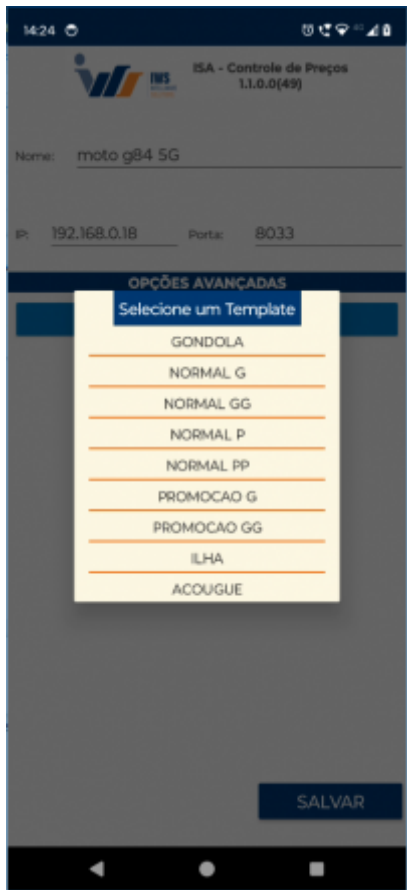 14:24
IWS
ISA - Controle de Preços
1.1.0.0(49)
Nome: moto g84 5G
IP: 192.168.0.18 Porta: 8033
OPÇÕES AVANÇADAS
Selecione um Template
GONDOLA
NORMAL G
NORMAL GG
NORMAL P
NORMAL PP
PROMOCAO G
PROMOCAO GG
ILHA
ACOUGUE
SALVAR